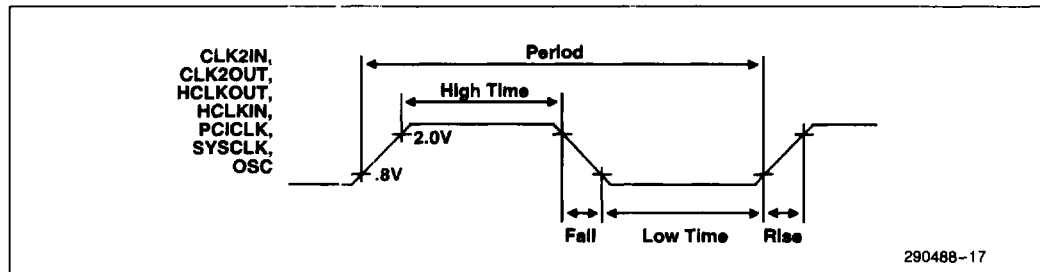 CLK2IN,
CLK2OUT,
HCLKOUT,
HCLKIN,
PCICLK,
SYSCLK,
OSC
Period
High Time
2.0V
.8V
Fall
Low Time
Rise
290488-17